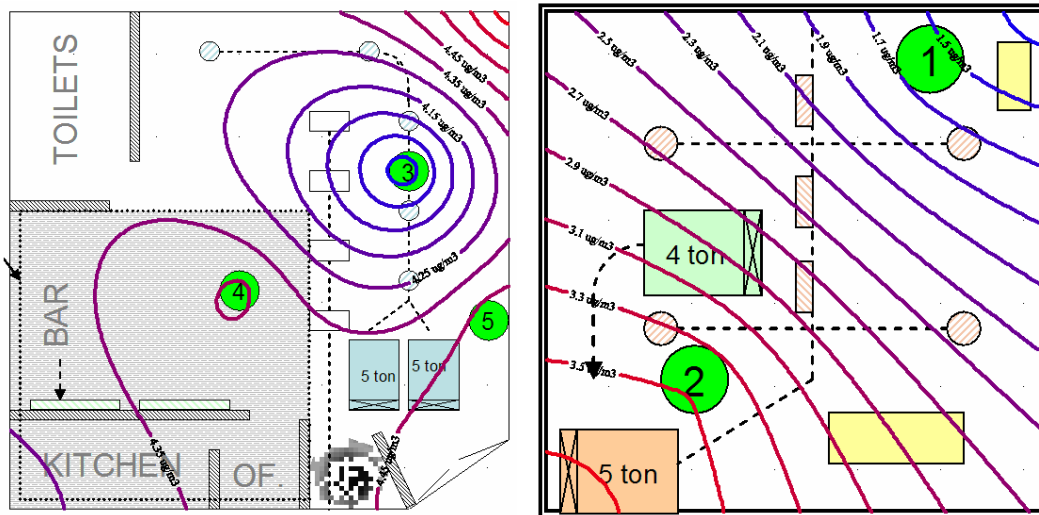 TOILETS
4.45 ug/m3
4.35 ug/m3
4.15 ug/m3
3
4.25 ug/m3
4
5
BAR
5 ton
5 ton
4.35 ug/m3
4.45 ug/m3
KITCHEN
OF.
2.5 ug/m3
2.3 ug/m3
2.1 ug/m3
1.9 ug/m3
1.7 ug/m3
1.5 ug/m3
1
2.7 ug/m3
2.9 ug/m3
3.1 ug/m3
4 ton
3.3 ug/m3
3.5 ug/m3
2
5 ton